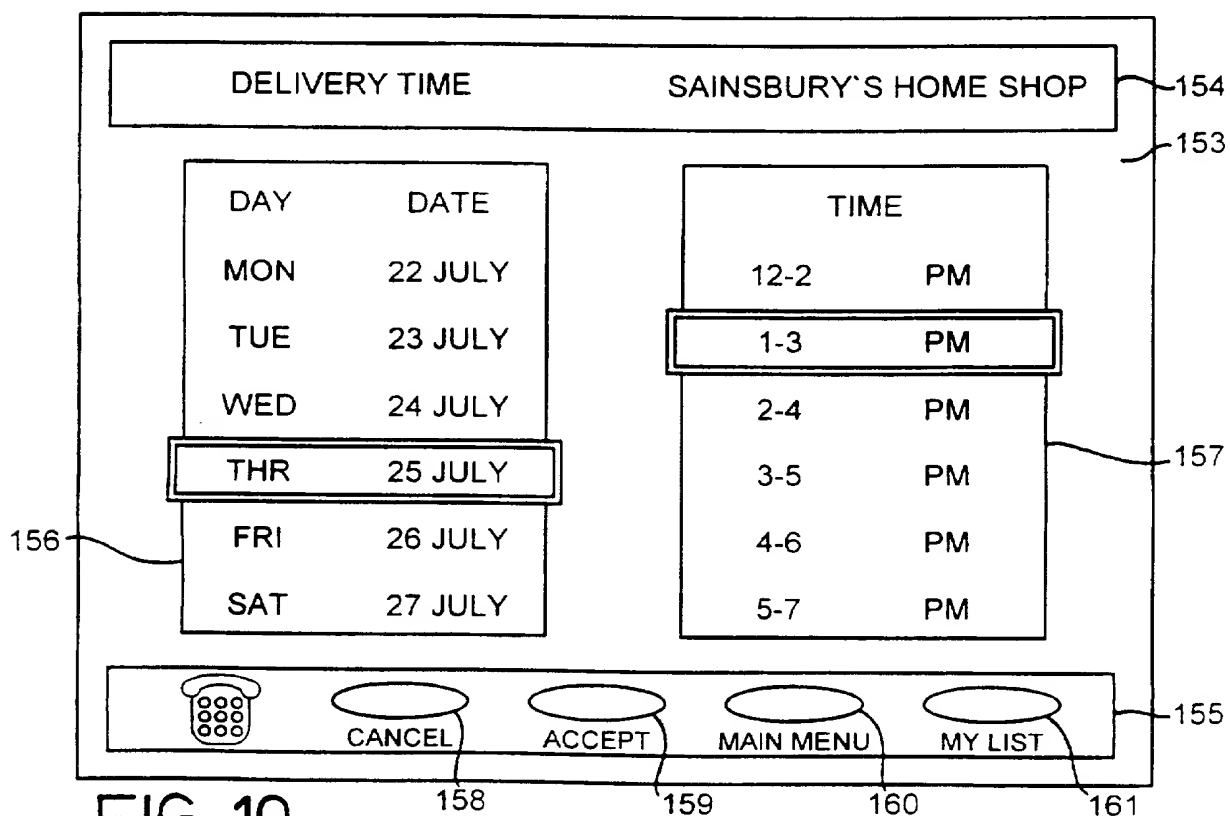 DELIVERY TIME SAINSBURY`S HOME SHOP
154
153
DAY DATE
MON 22 JULY
TUE 23 JULY
WED 24 JULY
THR 25 JULY
FRI 26 JULY
SAT 27 JULY
156
TIME
12-2 PM
1-3 PM
2-4 PM
3-5 PM
4-6 PM
5-7 PM
157
CANCEL ACCEPT MAIN MENU MY LIST
155
158 159 160 161
FIG. 10